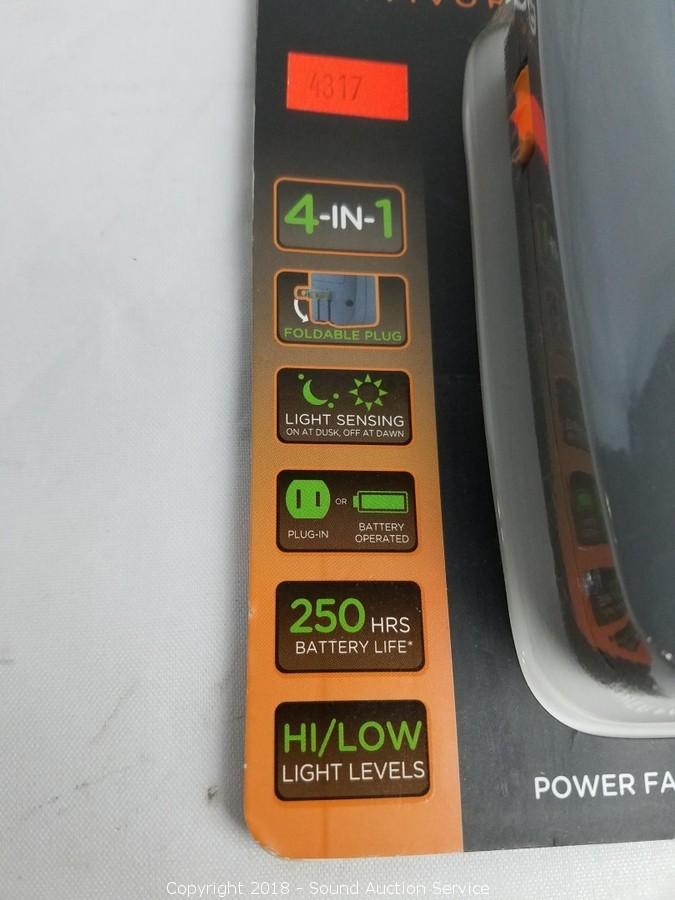 4317
4-IN-1
FOLDABLE PLUG
LIGHT SENSING
ON AT DUSK, OFF AT DAWN
OR
PLUG-IN
BATTERY
OPERATED
250 HRS
BATTERY LIFE*
HI/LOW
LIGHT LEVELS
POWER FA
Copyright 2018 - Sound Auction Service